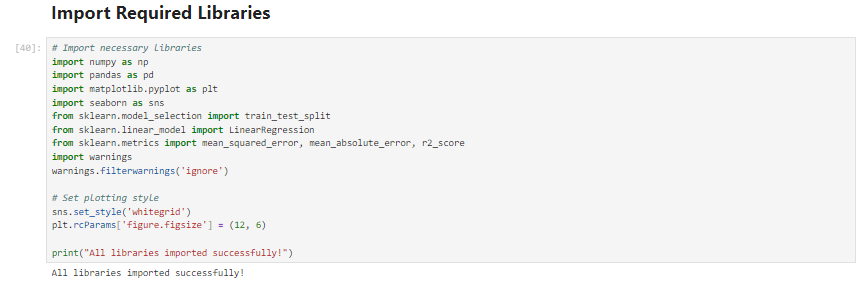 Import Required Libraries
[40]: # Import necessary libraries
import numpy as np
import pandas as pd
import matplotlib.pyplot as plt
import seaborn as sns
from sklearn.model_selection import train_test_split
from sklearn.linear_model import LinearRegression
from sklearn.metrics import mean_squared_error, mean_absolute_error, r2_score
import warnings
warnings.filterwarnings('ignore')
# Set plotting style
sns.set_style('whitegrid')
plt.rcParams['figure.figsize'] = (12, 6)
print("All libraries imported successfully!")
All libraries imported successfully!